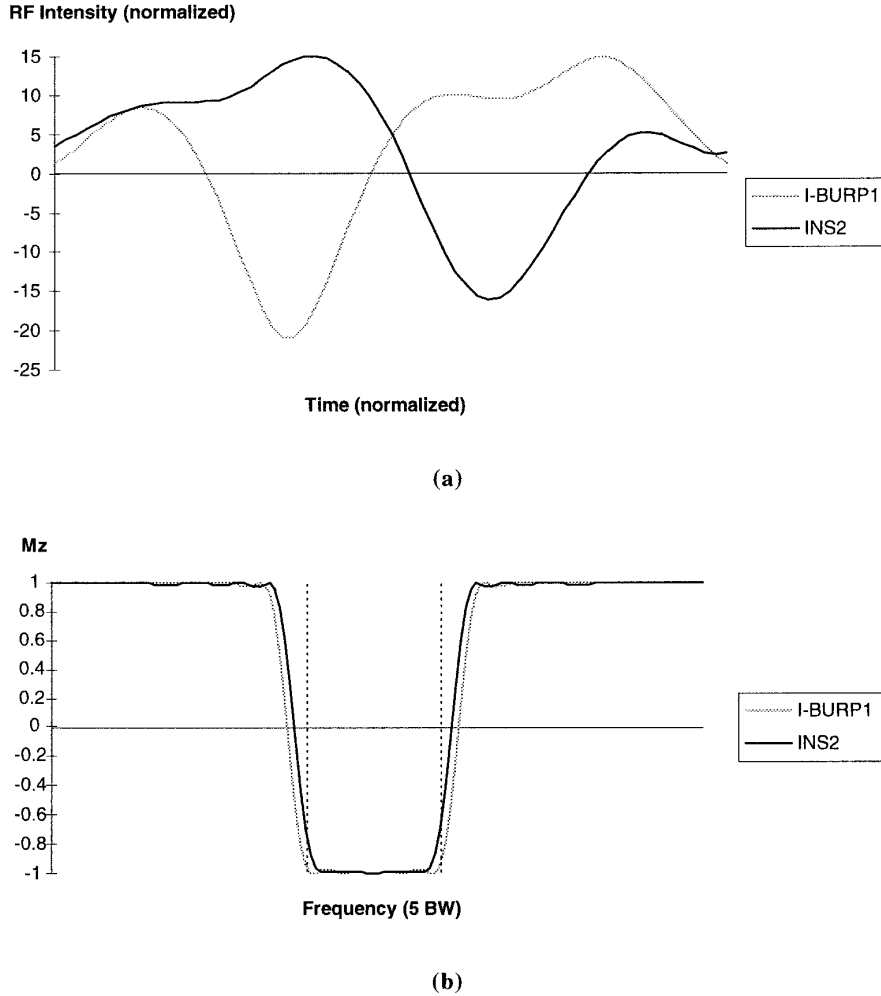 RF Intensity (normalized)
15
10
5
0
-5
-10
-15
-20
-25
I-BURP1
INS2
Time (normalized)
(a)
Mz
1
0.8
0.6
0.4
0.2
0
-0.2
-0.4
-0.6
-0.8
-1
I-BURP1
INS2
Frequency (5 BW)
(b)